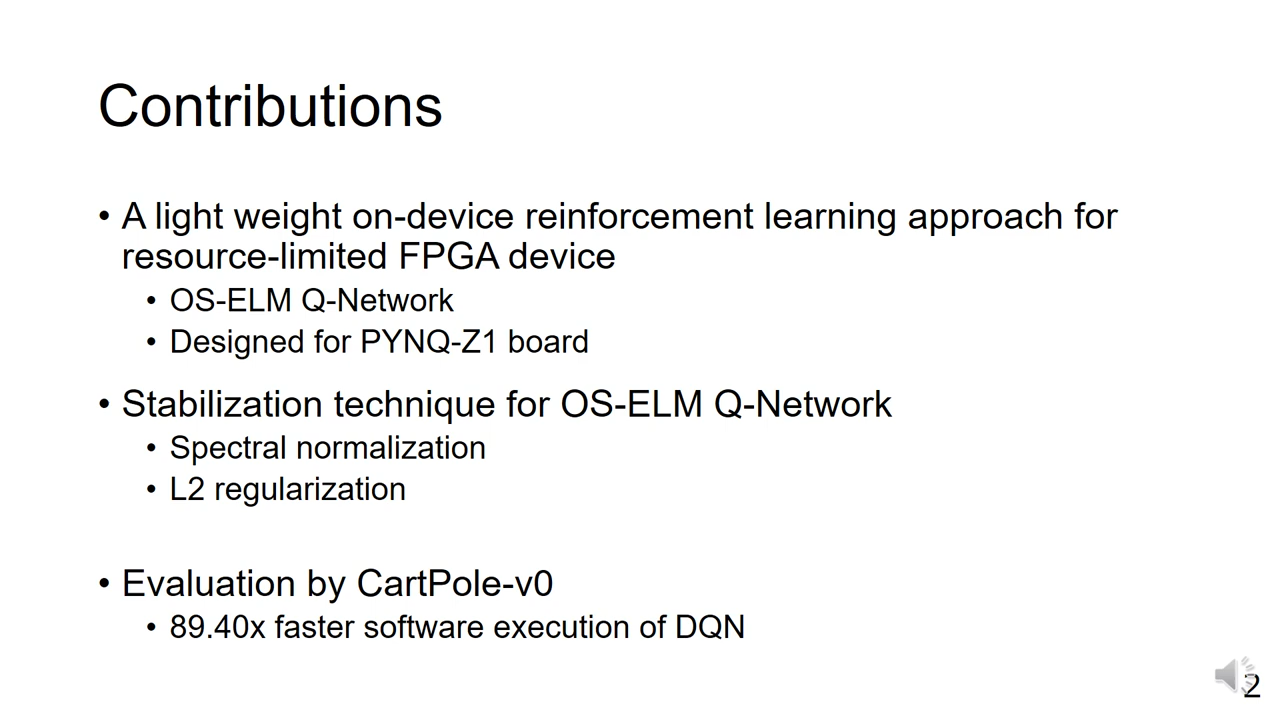 Contributions
• A light weight on-device reinforcement learning approach for
resource-limited FPGA device
• OS-ELM Q-Network
• Designed for PYNQ-Z1 board
• Stabilization technique for OS-ELM Q-Network
• Spectral normalization
• L2 regularization
• Evaluation by CartPole-v0
• 89.40x faster software execution of DQN
2